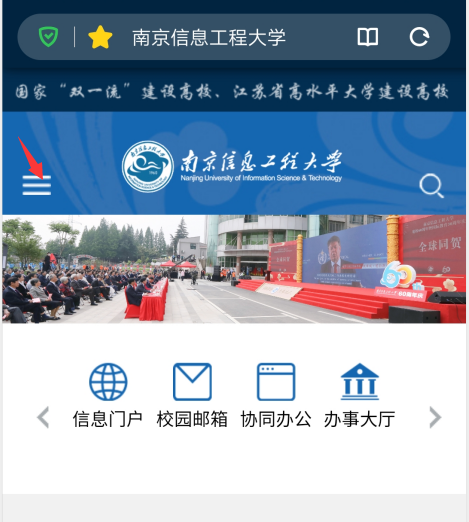 南京信息工程大学
国家“双一流”建设高校、江苏省高水平大学建设高校
南京信息工程大学
Nanjing University of Information Science & Technology
全球同贺
信息门户 校园邮箱 协同办公 办事大厅